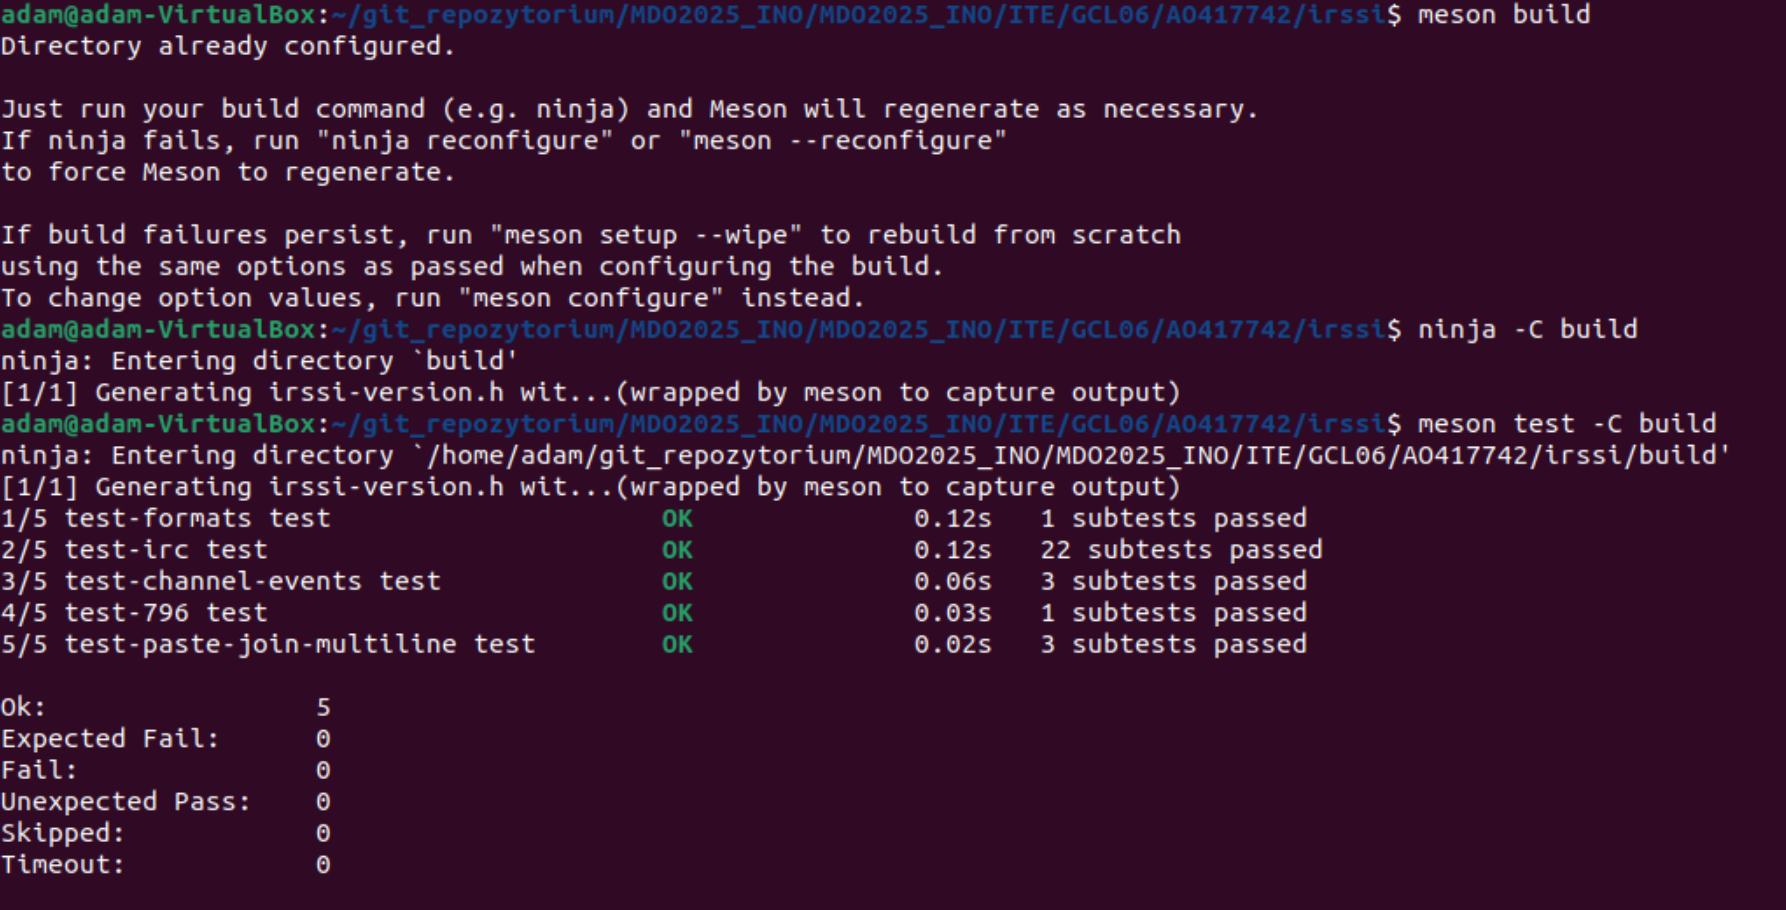 adam@adam-VirtualBox:~/git_repozytorium/MDO2025_INO/MDO2025_INO/ITE/GCL06/AO417742/irssi$ meson build
Directory already configured.
Just run your build command (e.g. ninja) and Meson will regenerate as necessary.
If ninja fails, run "ninja reconfigure" or "meson --reconfigure"
to force Meson to regenerate.
If build failures persist, run "meson setup --wipe" to rebuild from scratch
using the same options as passed when configuring the build.
To change option values, run "meson configure" instead.
adam@adam-VirtualBox:~/git_repozytorium/MDO2025_INO/MDO2025_INO/ITE/GCL06/AO417742/irssi$ ninja -C build
ninja: Entering directory `build'
[1/1] Generating irssi-version.h wit...(wrapped by meson to capture output)
adam@adam-VirtualBox:~/git_repozytorium/MDO2025_INO/MDO2025_INO/ITE/GCL06/AO417742/irssi$ meson test -C build
ninja: Entering directory `/home/adam/git_repozytorium/MDO2025_INO/MDO2025_INO/ITE/GCL06/AO417742/irssi/build'
[1/1] Generating irssi-version.h wit...(wrapped by meson to capture output)
1/5 test-formats test OK 0.12s 1 subtests passed
2/5 test-irc test OK 0.12s 22 subtests passed
3/5 test-channel-events test OK 0.06s 3 subtests passed
4/5 test-796 test OK 0.03s 1 subtests passed
5/5 test-paste-join-multiline test OK 0.02s 3 subtests passed
Ok: 5
Expected Fail: 0
Fail: 0
Unexpected Pass: 0
Skipped: 0
Timeout: 0